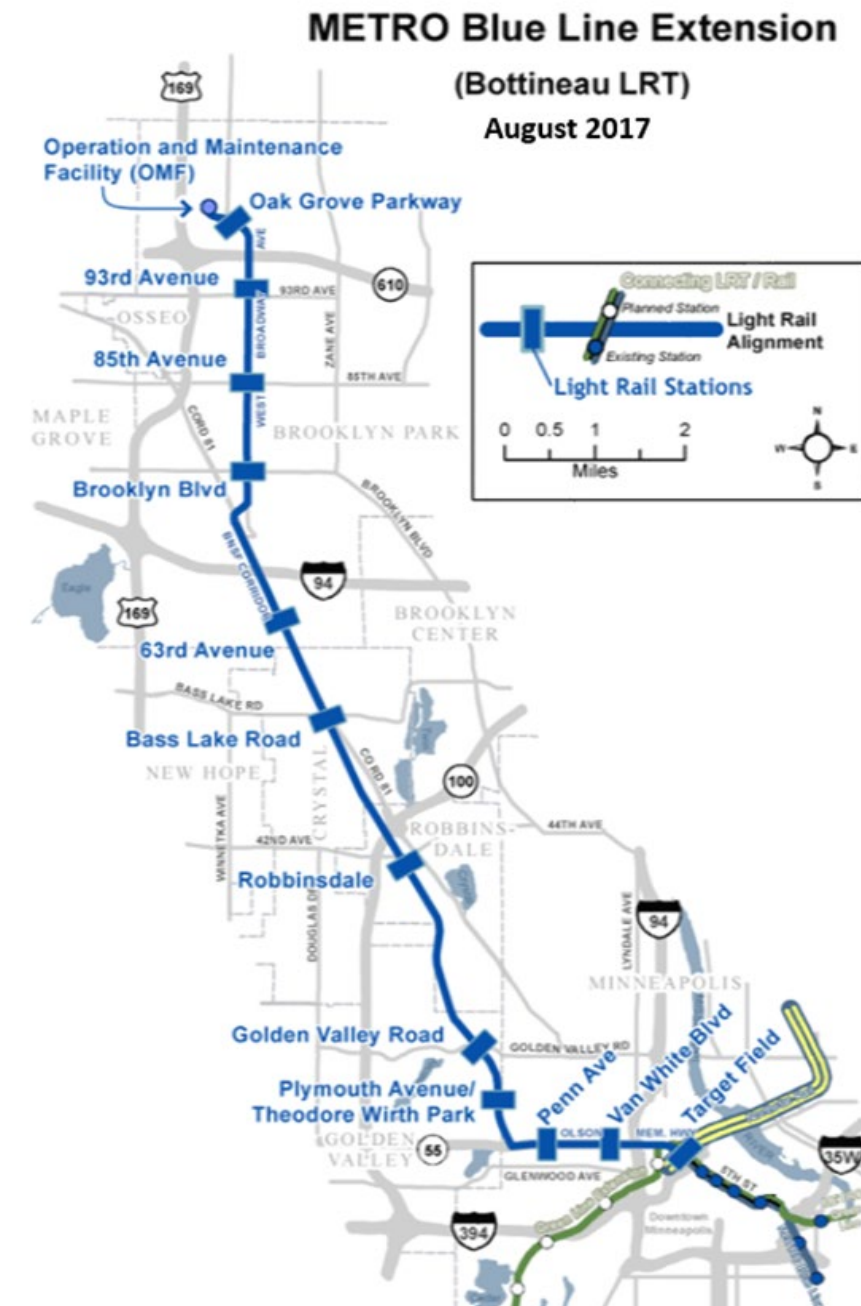 METRO Blue Line Extension
(Bottineau LRT)
August 2017
169
Operation and Maintenance
Facility (OMF)
Oak Grove Parkway
AVE
93rd Avenue
93RD AVE
610
OSSEO
BROADWAY
ZANE AVE
85th Avenue
85TH AVE
WEST
MAPLE
GROVE
CORD 81
BROOKLYN PARK
Brooklyn Blvd
BROOKLYN BLVD
Connecting LRT / Rail
Planned Station
Light Rail
Alignment
Existing Station
Light Rail Stations
0 0.5 1 2
Miles
N
W E
S
BNSF CORRIDOR
94
Eagle
169
BROOKLYN
CENTER
63rd Avenue
BASS LAKE RD
Bass Lake Road
NEW HOPE
CRYSTAL
CO RD 81
100
WINNETKA AVE
42ND AVE
ROBBINS-
DALE
44TH AVE
Robbinsdale
DOUGLAS DR
LYNDALE AVE
94
MINNEAPOLIS
Golden Valley Road
GOLDEN VALLEY RD
Plymouth Avenue/
Theodore Wirth Park
Penn Ave
Van White Blvd
Target Field
GOLDEN
VALLEY
55
OLSON
MEM. HWY
RIVER
35W
GLENWOOD AVE
5TH ST
Green Line Extension
Downtown
Minneapolis
394